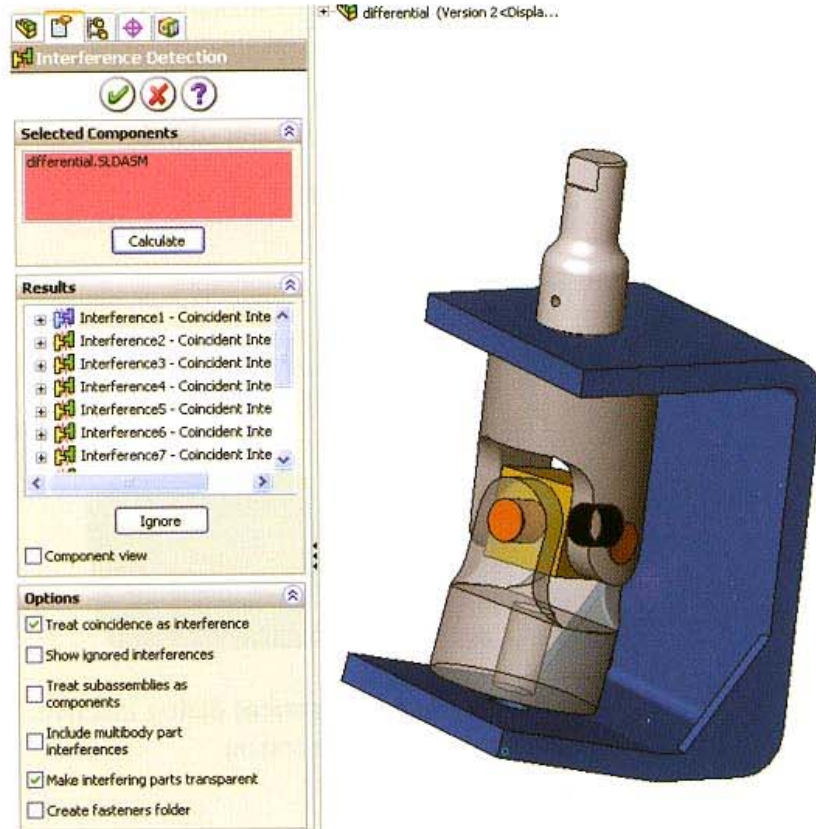 differential (Version 2<Displa...
Interference Detection
Selected Components
differential.SLDASM
Calculate
Results
Interference1 - Coincident Inte
Interference2 - Coincident Inte
Interference3 - Coincident Inte
Interference4 - Coincident Inte
Interference5 - Coincident Inte
Interference6 - Coincident Inte
Interference7 - Coincident Inte
Ignore
Component view
Options
Treat coincidence as interference
Show ignored interferences
Treat subassemblies as
components
Include multibody part
interferences
Make interfering parts transparent
Create fasteners folder